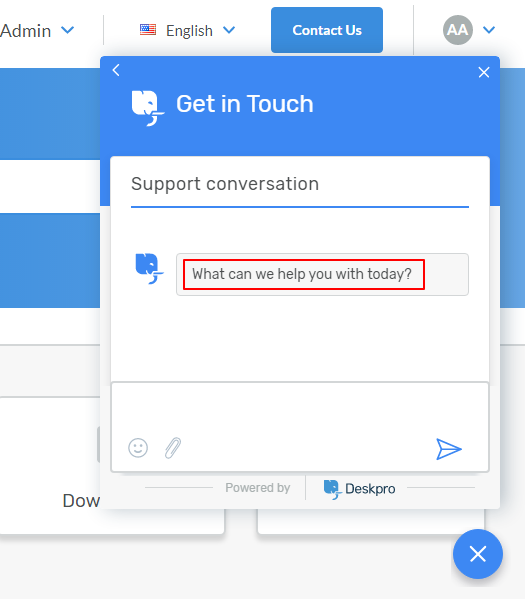 Admin
English
Contact Us
AA
Get in Touch
Support conversation
What can we help you with today?
Powered by
Deskpro
Dow